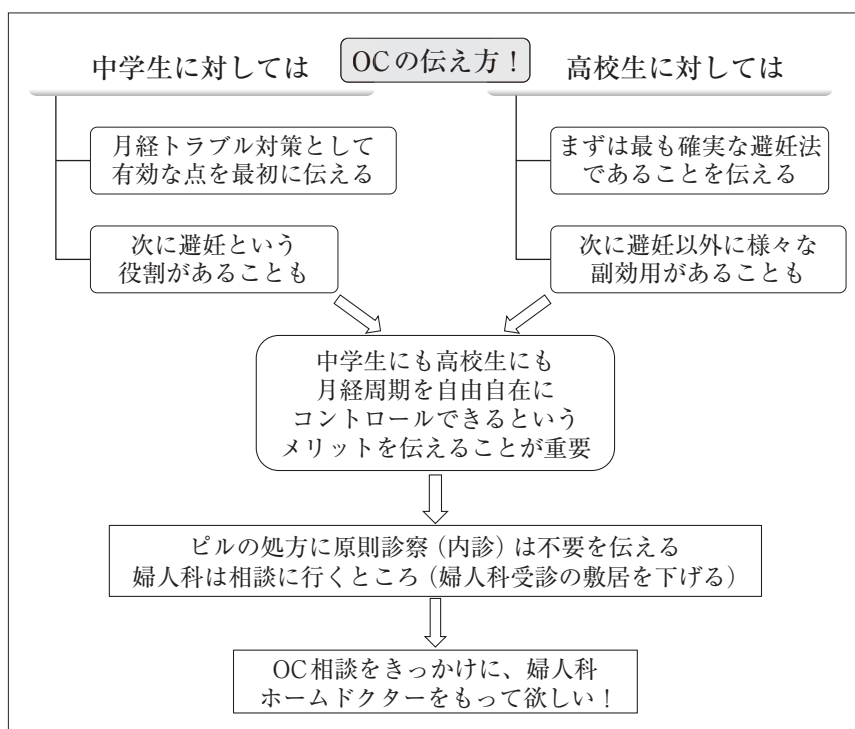 OCの伝え方！
中学生に対しては
月経トラブル対策として
有効な点を最初に伝える
次に避妊という
役割があることも
高校生に対しては
まずは最も確実な避妊法
であることを伝える
次に避妊以外に様々な
副効用があることも
中学生にも高校生にも
月経周期を自由自在に
コントロールできるという
メリットを伝えることが重要
ピルの処方に原則診察（内診）は不要を伝える
婦人科は相談に行くところ（婦人科受診の敷居を下げる）
OC相談をきっかけに、婦人科
ホームドクターをもって欲しい！